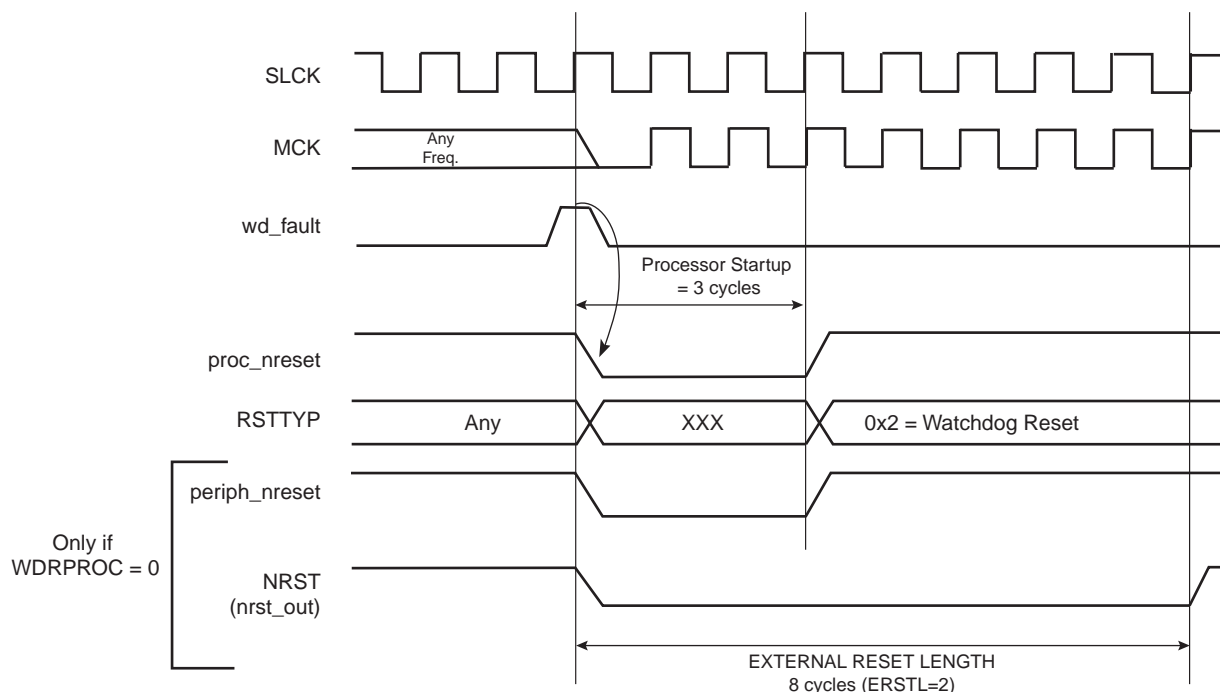 SLCK
MCK
Any
Freq.
wd_fault
Processor Startup
= 3 cycles
proc_nreset
RSTTYP
Any
XXX
0x2 = Watchdog Reset
periph_nreset
Only if
WDRPROC = 0
NRST
(nrst_out)
EXTERNAL RESET LENGTH
8 cycles (ERSTL=2)